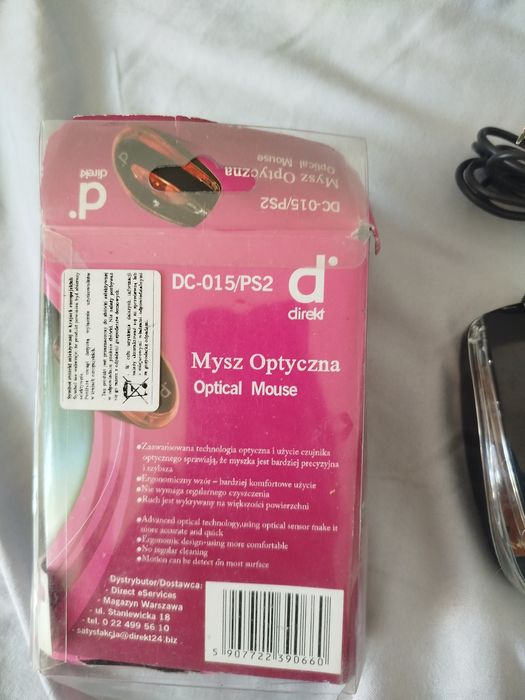 DC-015/PS2
Mysz Optyczna
Optical Mouse
d
direkt
DC-015/PS2
d
direkt
Mysz Optyczna
Optical Mouse
Zaawansowana technologia optyczna i użycie czujnika
optycznego sprawiają, że myszka jest bardziej precyzyjna
i szybsza
Ergonomiczny wzór – bardziej komfortowe użycie
Nie wymaga regularnego czyszczenia
Ruch jest wykrywany na większości powierzchni
Advanced optical technology,using optical sensor make it
more accurate and quick
Ergonomic design-using more comfortable
No regular cleaning
Motion can be detect on most surface
Dystrybutor/Dostawca:
- Direct eServices
- Magazyn Warszawa
- ul. Staniewicka 18
- tel. 0 22 499 56 10
- satysfakcja@direkt24.biz
5 907722 390660